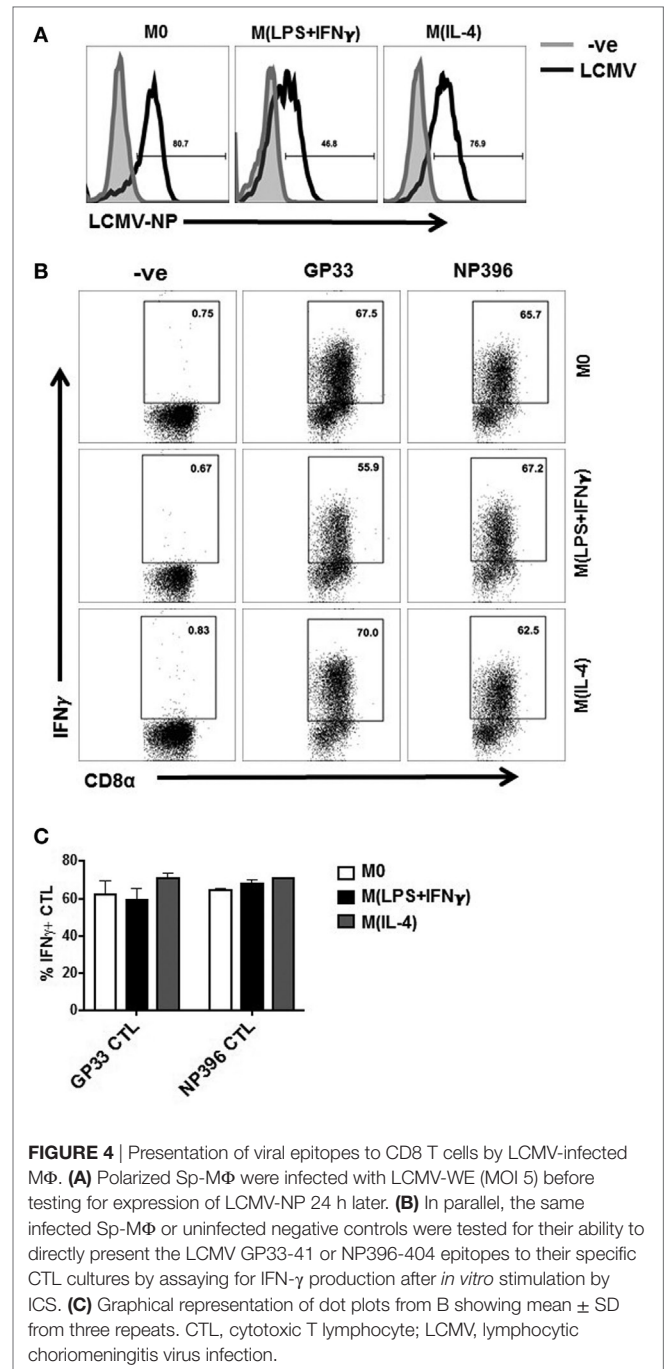 A
M0
M(LPS+IFNγ)
M(IL-4)
-ve
LCMV
80.7
46.8
76.9
LCMV-NP
B
-ve
GP33
NP396
0.75
67.5
65.7
M0
0.67
55.9
67.2
M(LPS+IFNγ)
0.83
70.0
62.5
M(IL-4)
IFNγ
CD8α
C
% IFNγ+ CTL
80
60
40
20
0
GP33 CTL
NP396 CTL
M0
M(LPS+IFNγ)
M(IL-4)
FIGURE 4 | Presentation of viral epitopes to CD8 T cells by LCMV-infected
MΦ. (A) Polarized Sp-MΦ were infected with LCMV-WE (MOI 5) before
testing for expression of LCMV-NP 24 h later. (B) In parallel, the same
infected Sp-MΦ or uninfected negative controls were tested for their ability to
directly present the LCMV GP33-41 or NP396-404 epitopes to their specific
CTL cultures by assaying for IFN-γ production after in vitro stimulation by
ICS. (C) Graphical representation of dot plots from B showing mean ± SD
from three repeats. CTL, cytotoxic T lymphocyte; LCMV, lymphocytic
choriomeningitis virus infection.